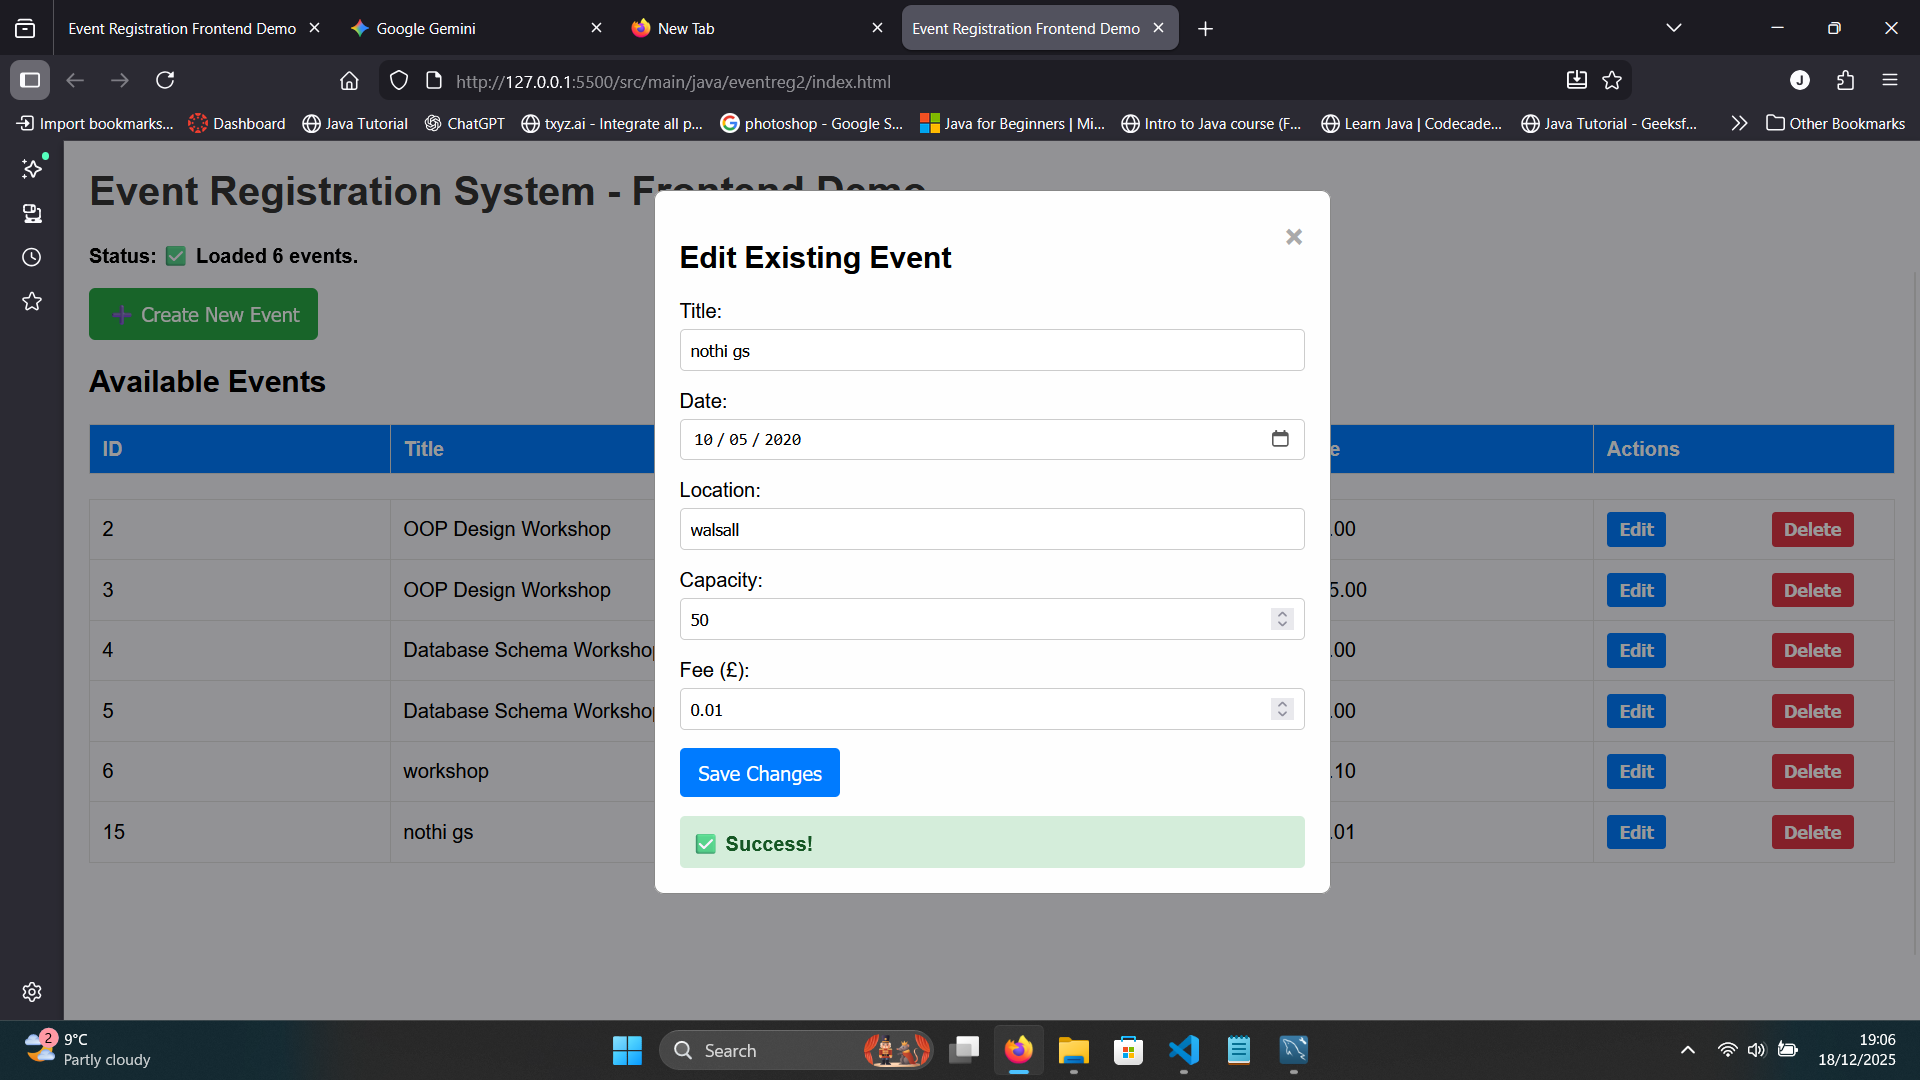 Event Registration Frontend Demo
Google Gemini
New Tab
Event Registration Frontend Demo
http://127.0.0.1:5500/src/main/java/eventreg2/index.html
J
Import bookmarks...
Dashboard
Java Tutorial
ChatGPT
txyz.ai - Integrate all p...
photoshop - Google S...
Java for Beginners | Mi...
Intro to Java course (F...
Learn Java | Codecade...
Java Tutorial - Geeksf...
Other Bookmarks
Event Registration System - Frontend Demo
Status: ✅ Loaded 6 events.
➕ Create New Event
Available Events
ID Title e Actions
2 OOP Design Workshop .00 Edit Delete
3 OOP Design Workshop 5.00 Edit Delete
4 Database Schema Workshop .00 Edit Delete
5 Database Schema Workshop .00 Edit Delete
6 workshop .10 Edit Delete
15 nothi gs .01 Edit Delete
×
Edit Existing Event
Title:
nothi gs
Date:
10 / 05 / 2020
Location:
walsall
Capacity:
50
Fee (£):
0.01
Save Changes
✅ Success!
2
9°C
Partly cloudy
Search
19:06
18/12/2025